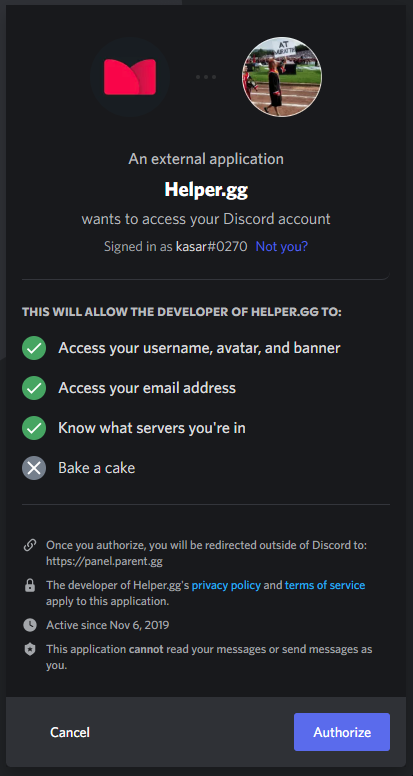 AT
An external application
Helper.gg
wants to access your Discord account
Signed in as kasar#0270 Not you?
THIS WILL ALLOW THE DEVELOPER OF HELPER.GG TO:
Access your username, avatar, and banner
Access your email address
Know what servers you're in
Bake a cake
Once you authorize, you will be redirected outside of Discord to:
https://panel.parent.gg
The developer of Helper.gg's privacy policy and terms of service
apply to this application.
Active since Nov 6, 2019
This application cannot read your messages or send messages as
you.
Cancel Authorize